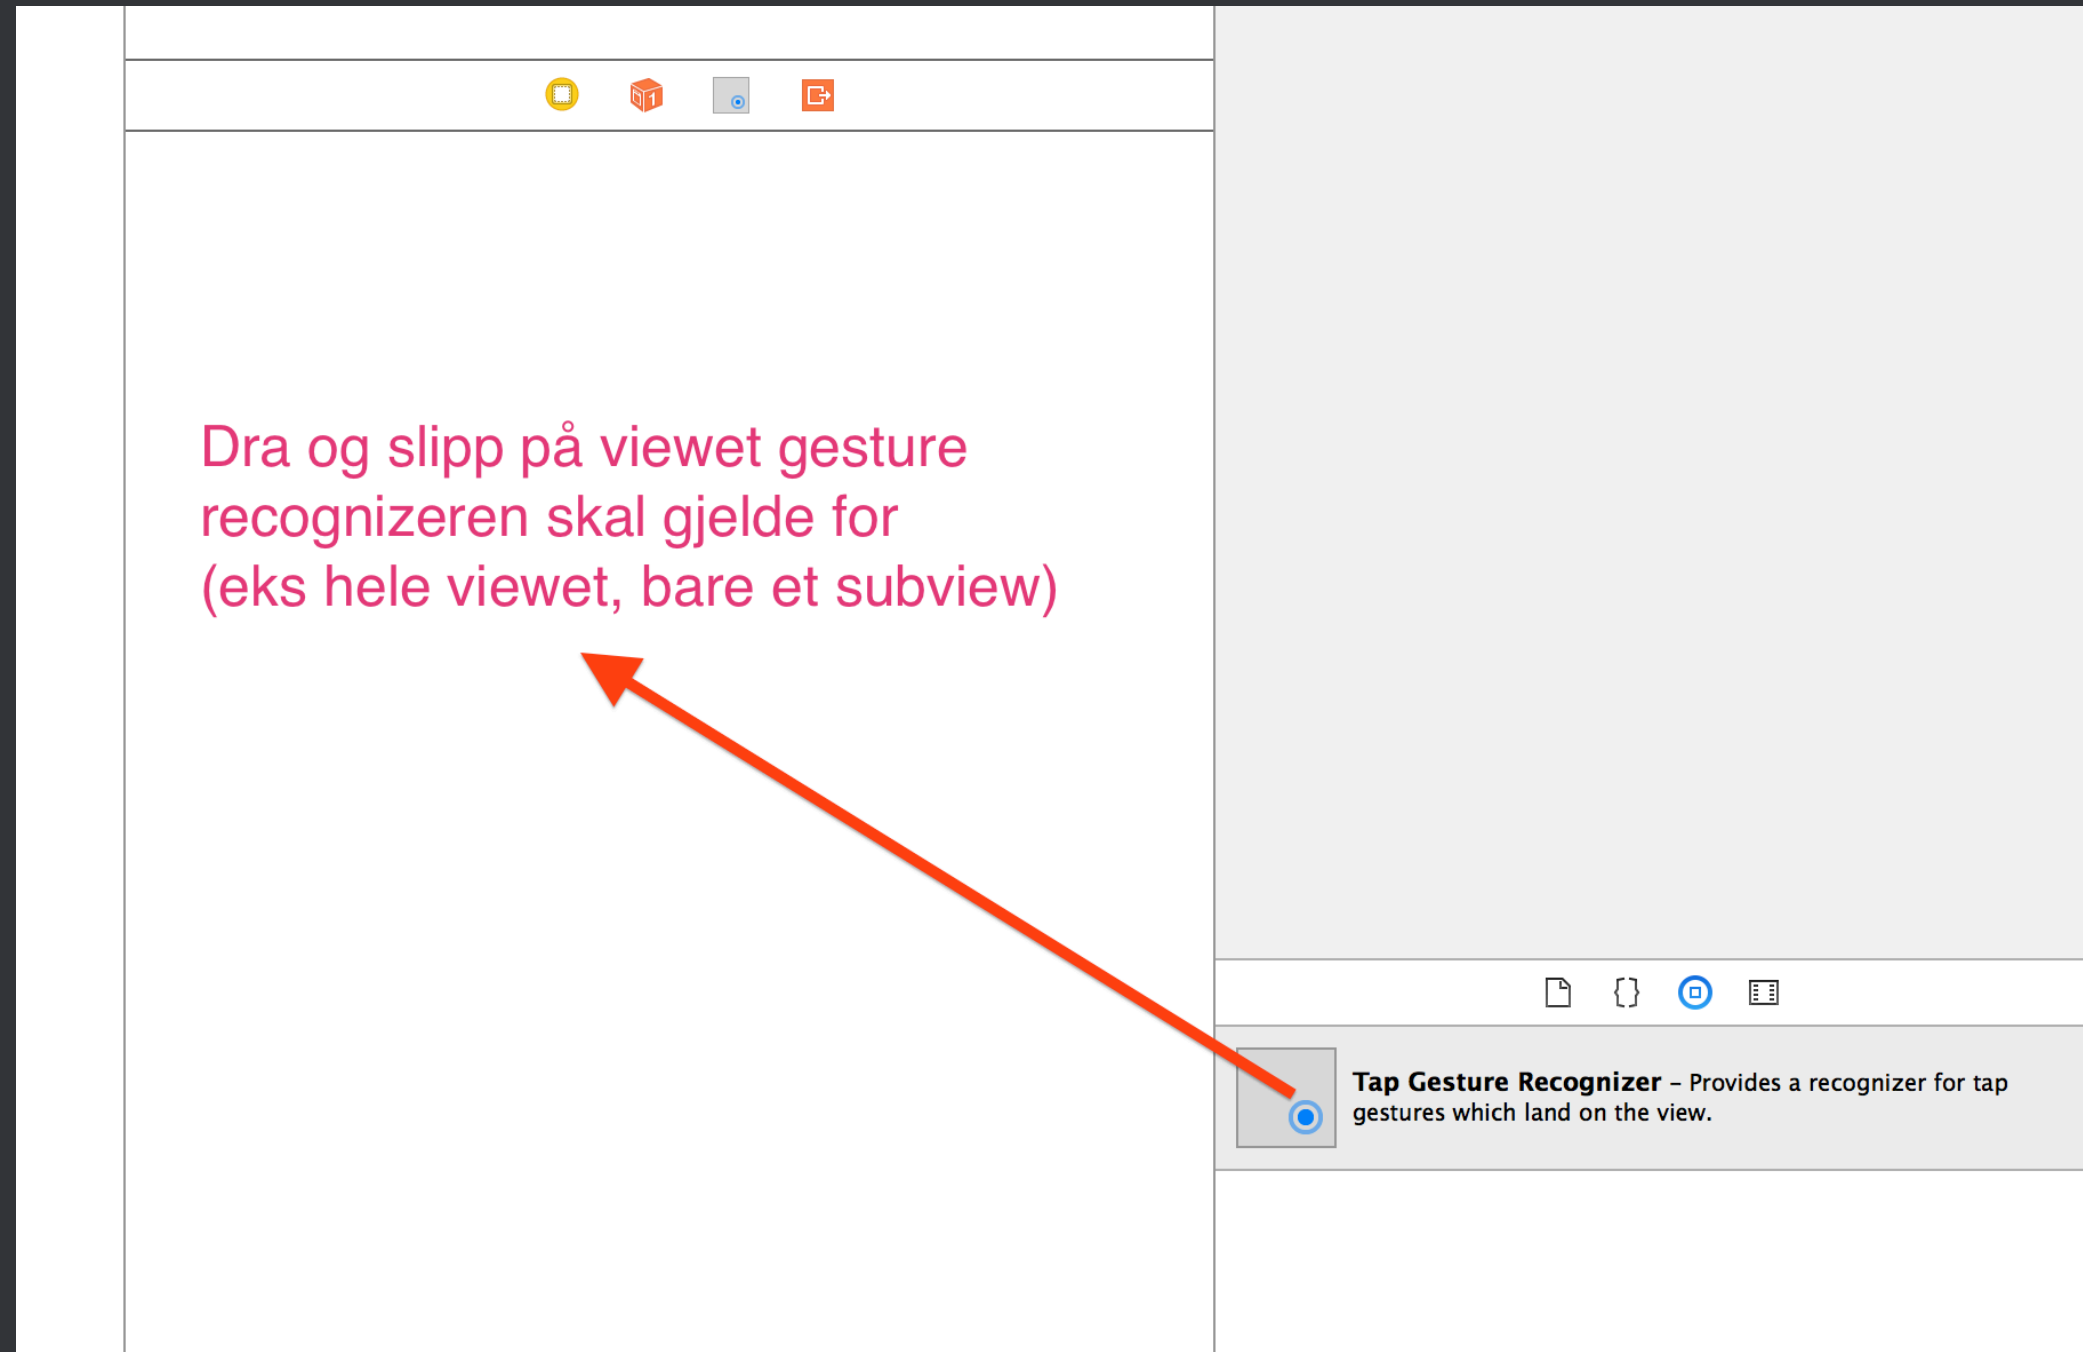 1
Dra og slipp på viewet gesture
recognizeren skal gjelde for
(eks hele viewet, bare et subview)
{}
Tap Gesture Recognizer – Provides a recognizer for tap
gestures which land on the view.